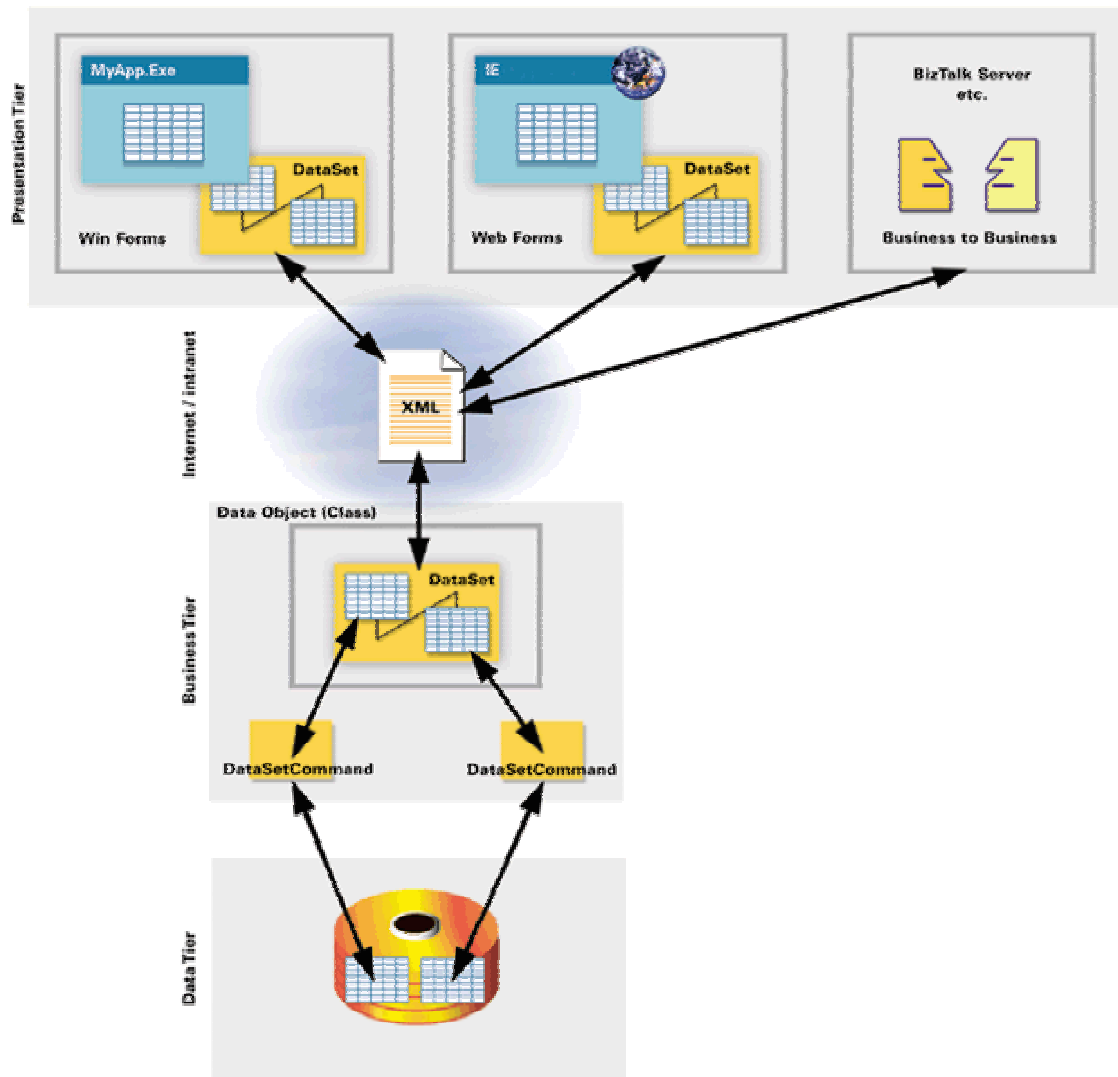 Presentation Tier
MyApp.Exe
DataSet
Win Forms
IE
DataSet
Web Forms
BizTalk Server
etc.
Business to Business
Internet / intranet
XML
Data Object (Class)
Business Tier
DataSet
DataSetCommand
DataSetCommand
Data Tier